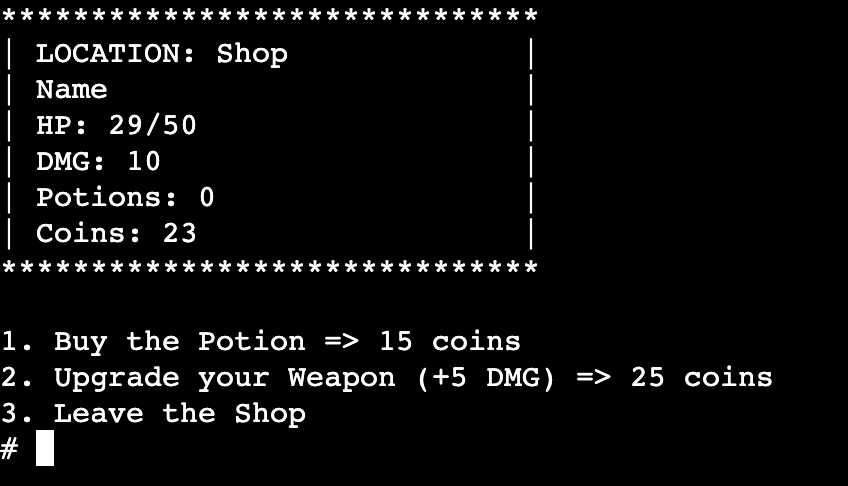 ******************************
| LOCATION: Shop             |
| Name                       |
| HP: 29/50                  |
| DMG: 10                    |
| Potions: 0                 |
| Coins: 23                  |
******************************
1. Buy the Potion => 15 coins
2. Upgrade your Weapon (+5 DMG) => 25 coins
3. Leave the Shop
#